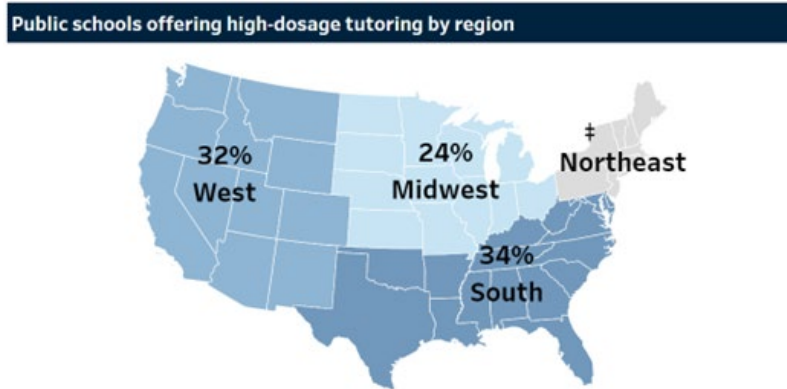 Public schools offering high-dosage tutoring by region
‡
Northeast
32%
West
24%
Midwest
34%
South